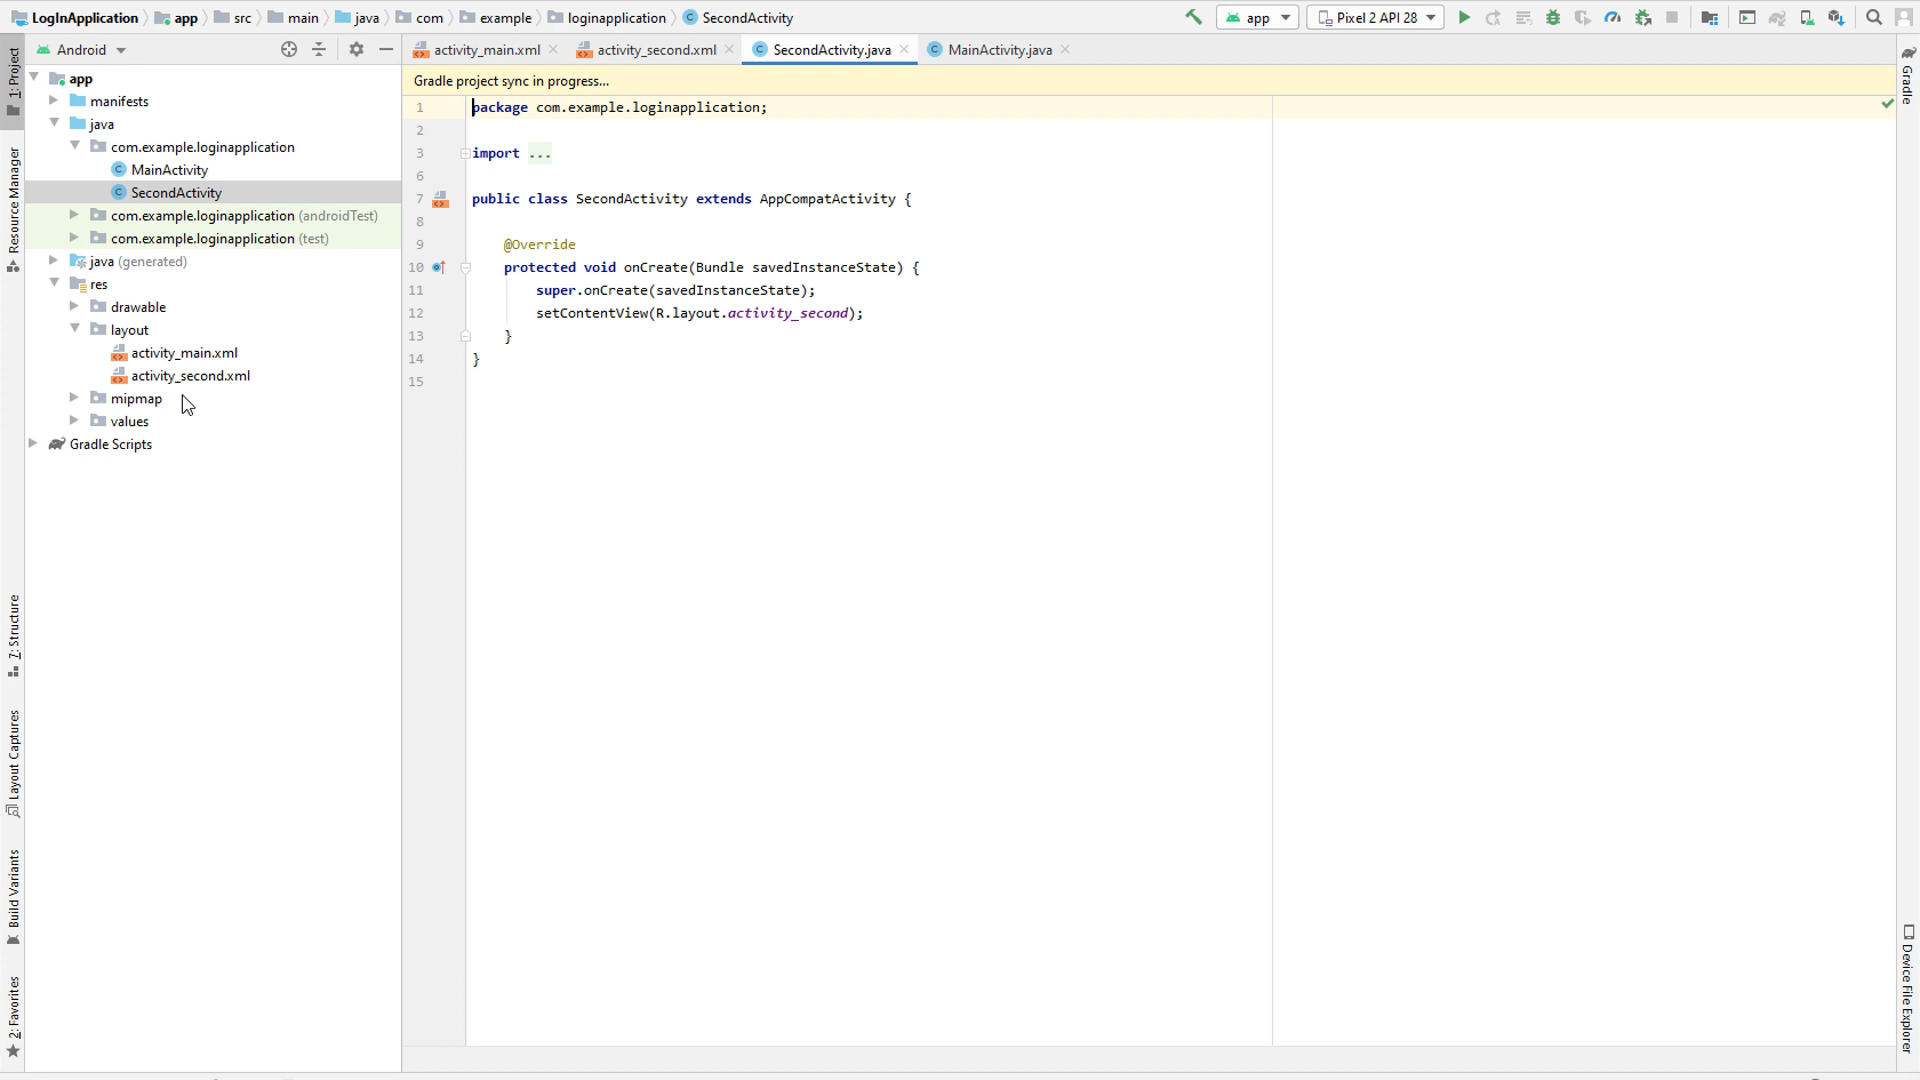 LogInApplication app src main java com example loginapplication SecondActivity app Pixel 2 API 28
Android
activity_main.xml activity_second.xml SecondActivity.java MainActivity.java
Gradle project sync in progress...
app
manifests
java
com.example.loginapplication
MainActivity
SecondActivity
com.example.loginapplication (androidTest)
com.example.loginapplication (test)
java (generated)
res
drawable
layout
activity_main.xml
activity_second.xml
mipmap
values
Gradle Scripts
1 package com.example.loginapplication;
2
3 import ...
6
7 public class SecondActivity extends AppCompatActivity {
8
9 @Override
10 protected void onCreate(Bundle savedInstanceState) {
11 super.onCreate(savedInstanceState);
12 setContentView(R.layout.activity_second);
13 }
14 }
15
1: Project
Resource Manager
7: Structure
Layout Captures
Build Variants
2: Favorites
Gradle
Device File Explorer